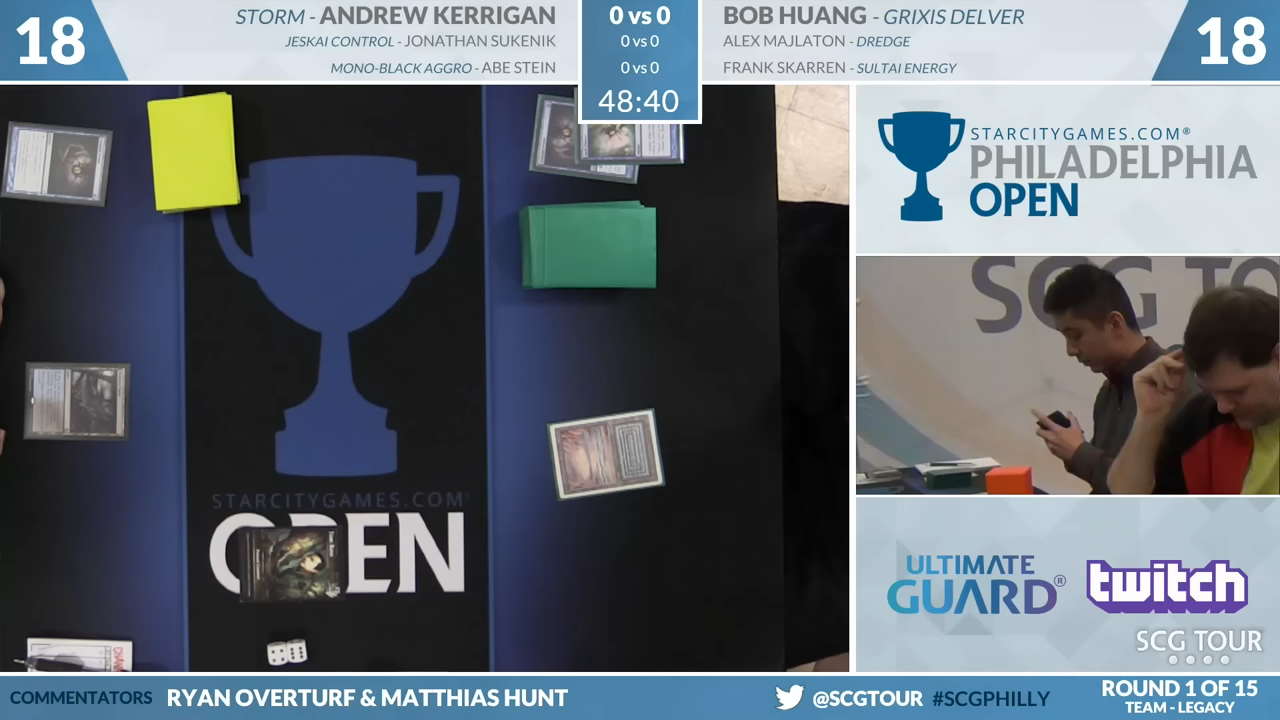 18
STORM - ANDREW KERRIGAN
JESKAI CONTROL - JONATHAN SUKENIK
MONO-BLACK AGGRO - ABE STEIN
0 vs 0
0 vs 0
0 vs 0
48:40
BOB HUANG - GRIXIS DELVER
ALEX MAJLATON - DREDGE
FRANK SKARREN - SULTAI ENERGY
18
STARCITYGAMES.COM®
PHILADELPHIA
OPEN
SCG TO
STARCITYGAMES.COM®
OPEN
ULTIMATE
GUARD®
twitch
SCG TOUR
COMMENTATORS RYAN OVERTURF & MATTHIAS HUNT
@SCGTOUR #SCGPHILLY
ROUND 1 OF 15
TEAM - LEGACY